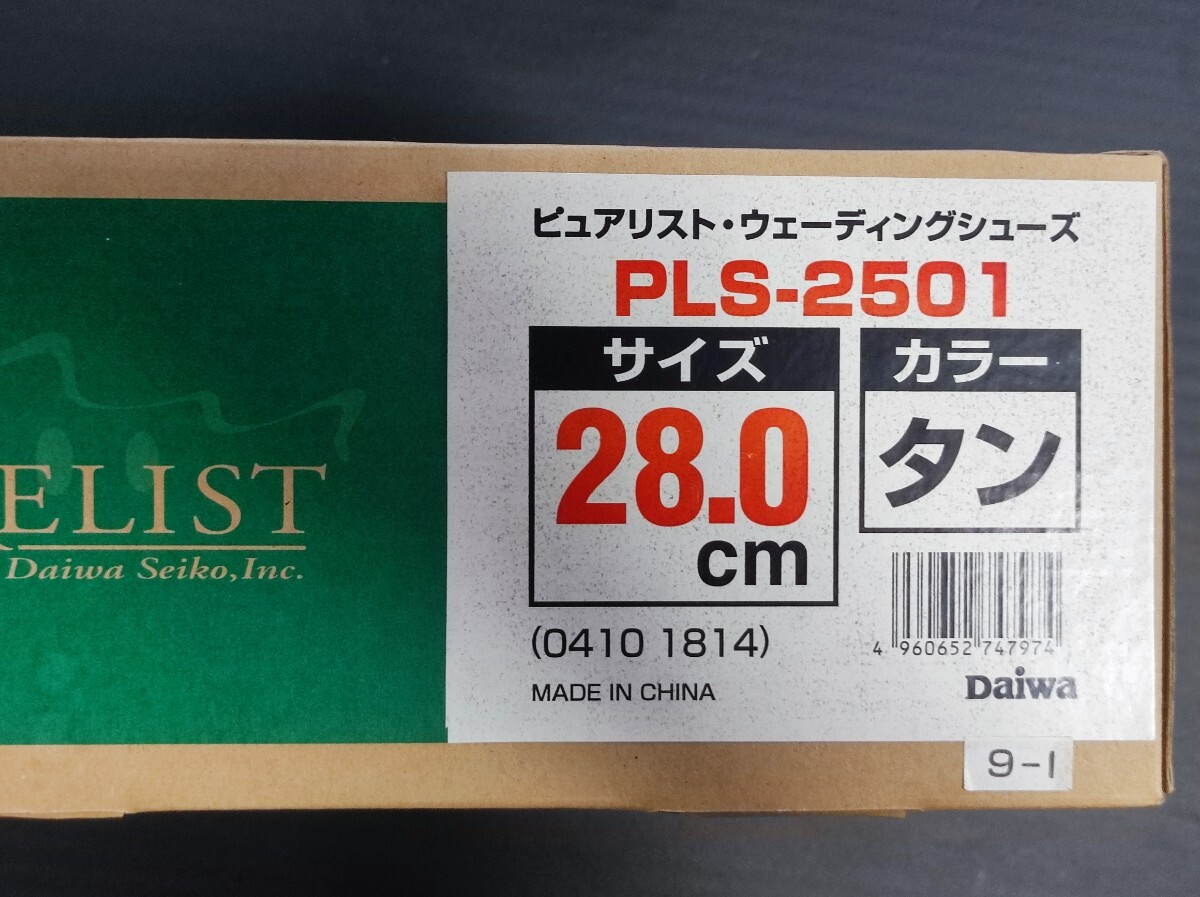 ELIST
Daiwa Seiko, Inc.
ピュアリスト・ウェーディングシューズ
PLS-2501
サイズ
28.0
cm
カラー
タン
(0410 1814)
MADE IN CHINA
4 960652 747974
Daiwa
9-1